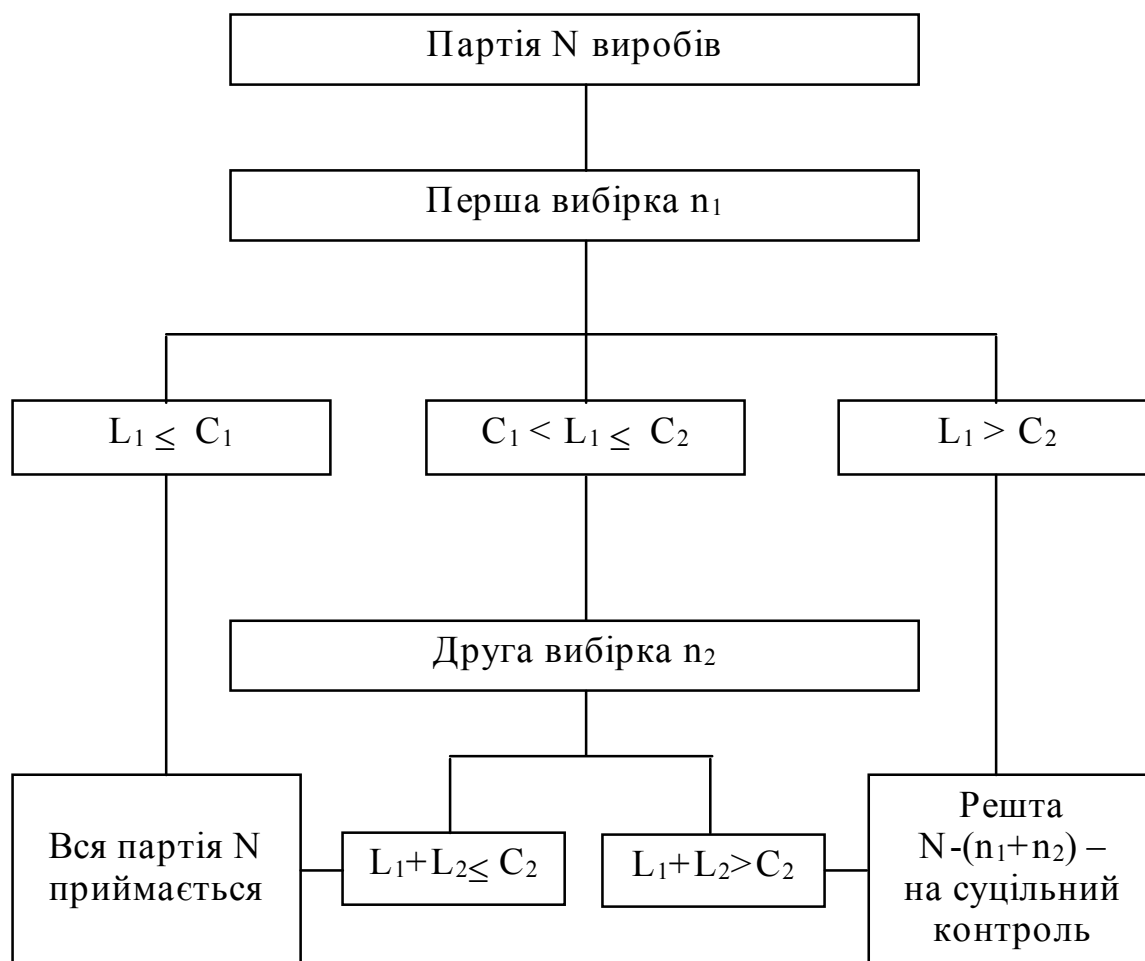 Партія N виробів
Перша вибірка n₁
L₁ ≤ C₁
C₁ < L₁ ≤ C₂
L₁ > C₂
Друга вибірка n₂
Вся партія N
приймається
L₁+L₂≤ C₂
L₁+L₂>C₂
Решта
N-(n₁+n₂) –
на суцільний
контроль